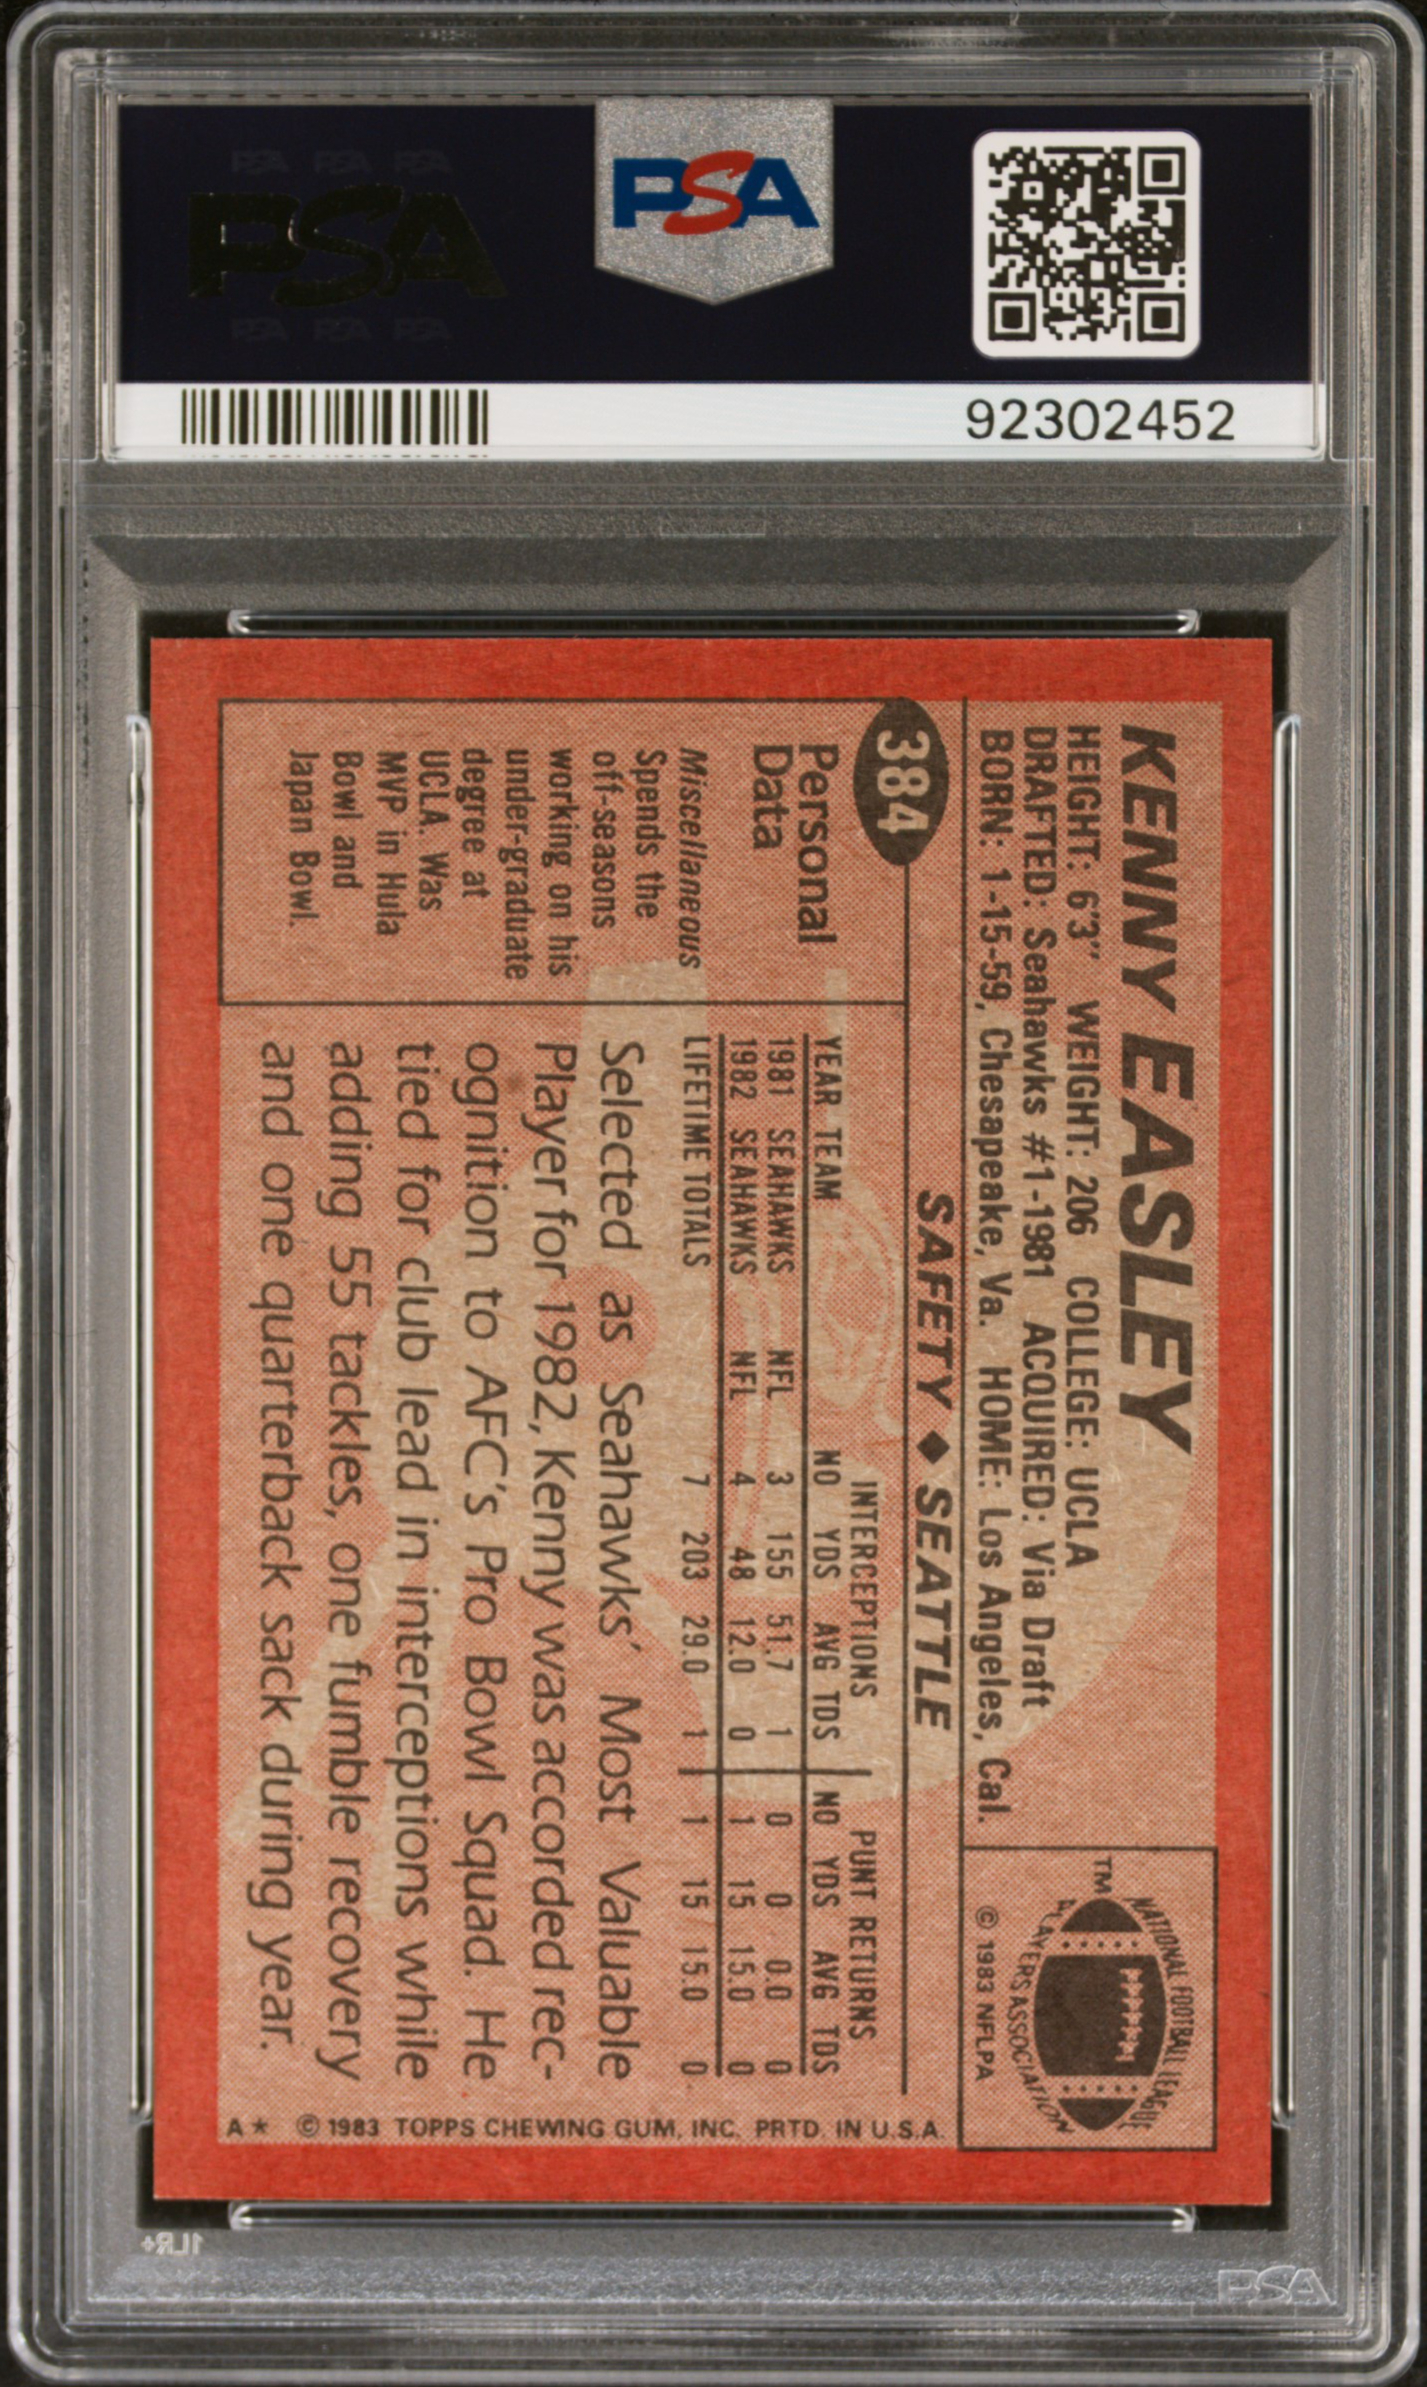 PSA PSA PSA
PSA
PSA PSA PSA
PSA
92302452
KENNY EASLEY
HEIGHT: 6'3" WEIGHT: 206 COLLEGE: UCLA
DRAFTED: Seahawks #1-1981 ACQUIRED: Via Draft
BORN: 1-15-59, Chesapeake, Va. HOME: Los Angeles, Cal.
TM
NATIONAL FOOTBALL LEAGUE
PLAYERS ASSOCIATION
© 1983 NFLPA
384
SAFETY ◆ SEATTLE
Personal
Data
Miscellaneous
Spends the
off-seasons
working on his
under-graduate
degree at
UCLA. Was
MVP in Hula
Bowl and
Japan Bowl.
INTERCEPTIONS PUNT RETURNS
YEAR TEAM NO YDS AVG TDS NO YDS AVG TDS
1981 SEAHAWKS NFL 3 155 51.7 1 0 0 0.0 0
1982 SEAHAWKS NFL 4 48 12.0 0 1 15 15.0 0
LIFETIME TOTALS 7 203 29.0 1 1 15 15.0 0
Selected as Seahawks' Most Valuable
Player for 1982, Kenny was accorded rec-
ognition to AFC's Pro Bowl Squad. He
tied for club lead in interceptions while
adding 55 tackles, one fumble recovery
and one quarterback sack during year.
A* © 1983 TOPPS CHEWING GUM, INC. PRTD. IN U.S.A.
1LR+
PSA